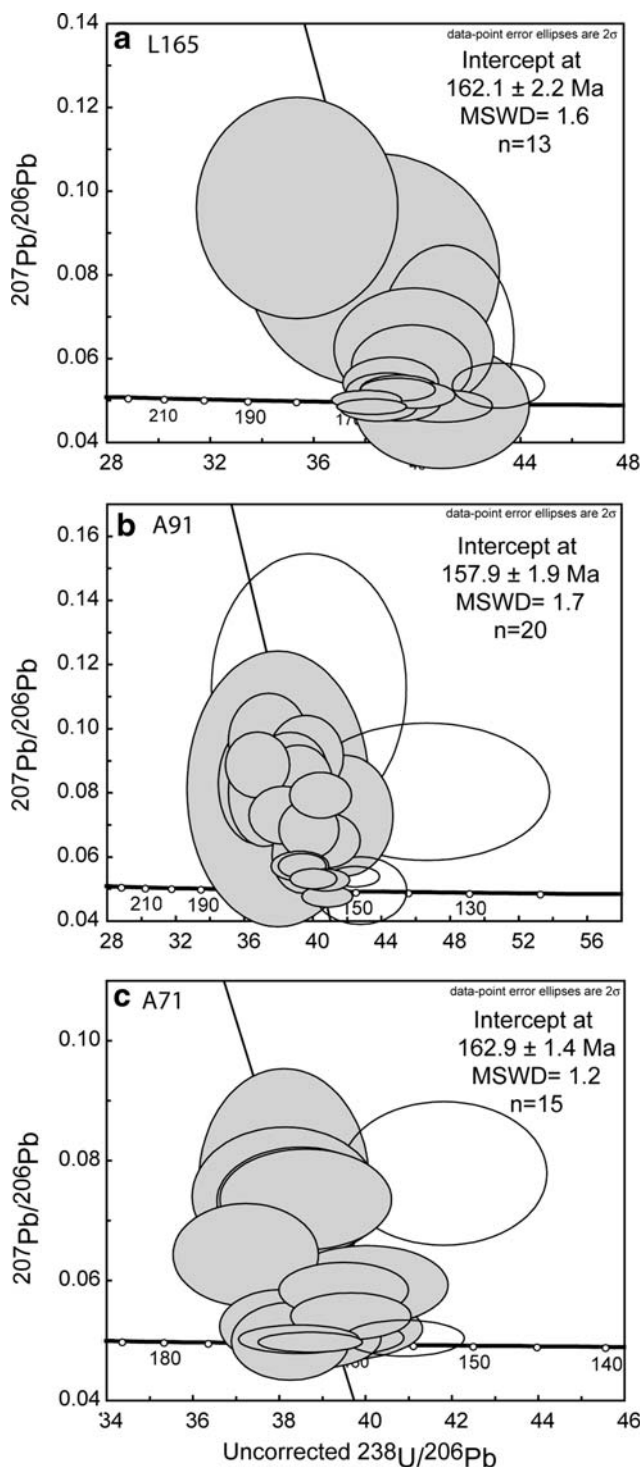 a L165
data-point error ellipses are 2σ
Intercept at
162.1 ± 2.2 Ma
MSWD= 1.6
n=13
0.14
0.12
0.10
0.08
0.06
0.04
207Pb/206Pb
210 190 170
28 32 36 40 44 48
b A91
data-point error ellipses are 2σ
Intercept at
157.9 ± 1.9 Ma
MSWD= 1.7
n=20
0.16
0.14
0.12
0.10
0.08
0.06
0.04
207Pb/206Pb
210 190 150 130
28 32 36 40 44 48 52 56
c A71
data-point error ellipses are 2σ
Intercept at
162.9 ± 1.4 Ma
MSWD= 1.2
n=15
0.10
0.08
0.06
0.04
207Pb/206Pb
180 150 140
34 36 38 40 42 44 46
Uncorrected 238U/206Pb